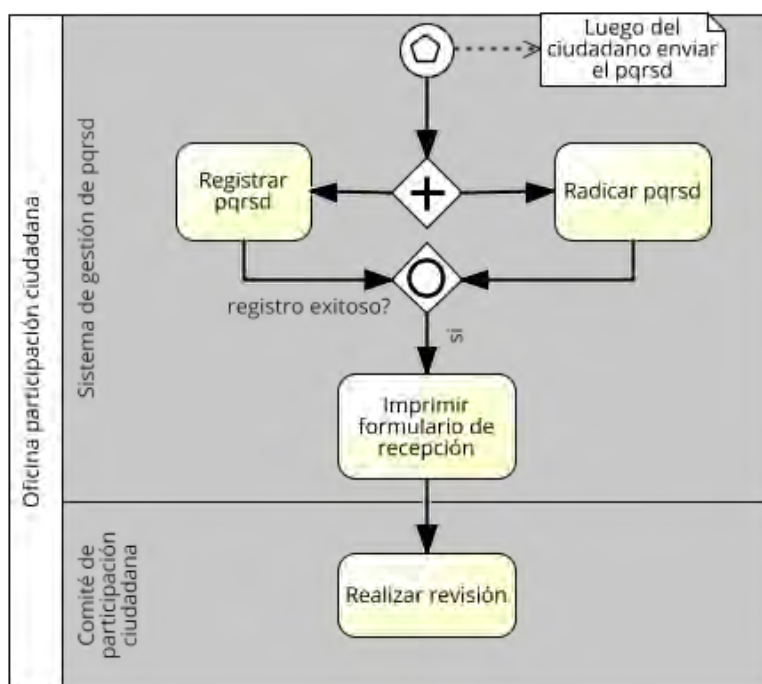 Oficina participación ciudadana
Sistema de gestión de pqrsd
Luego del
ciudadano enviar
el pqrsd
Registrar
pqrsd
Radicar pqrsd
registro exitoso?
si
Imprimir
formulario de
recepción
Comité de
participación
ciudadana
Realizar revisión